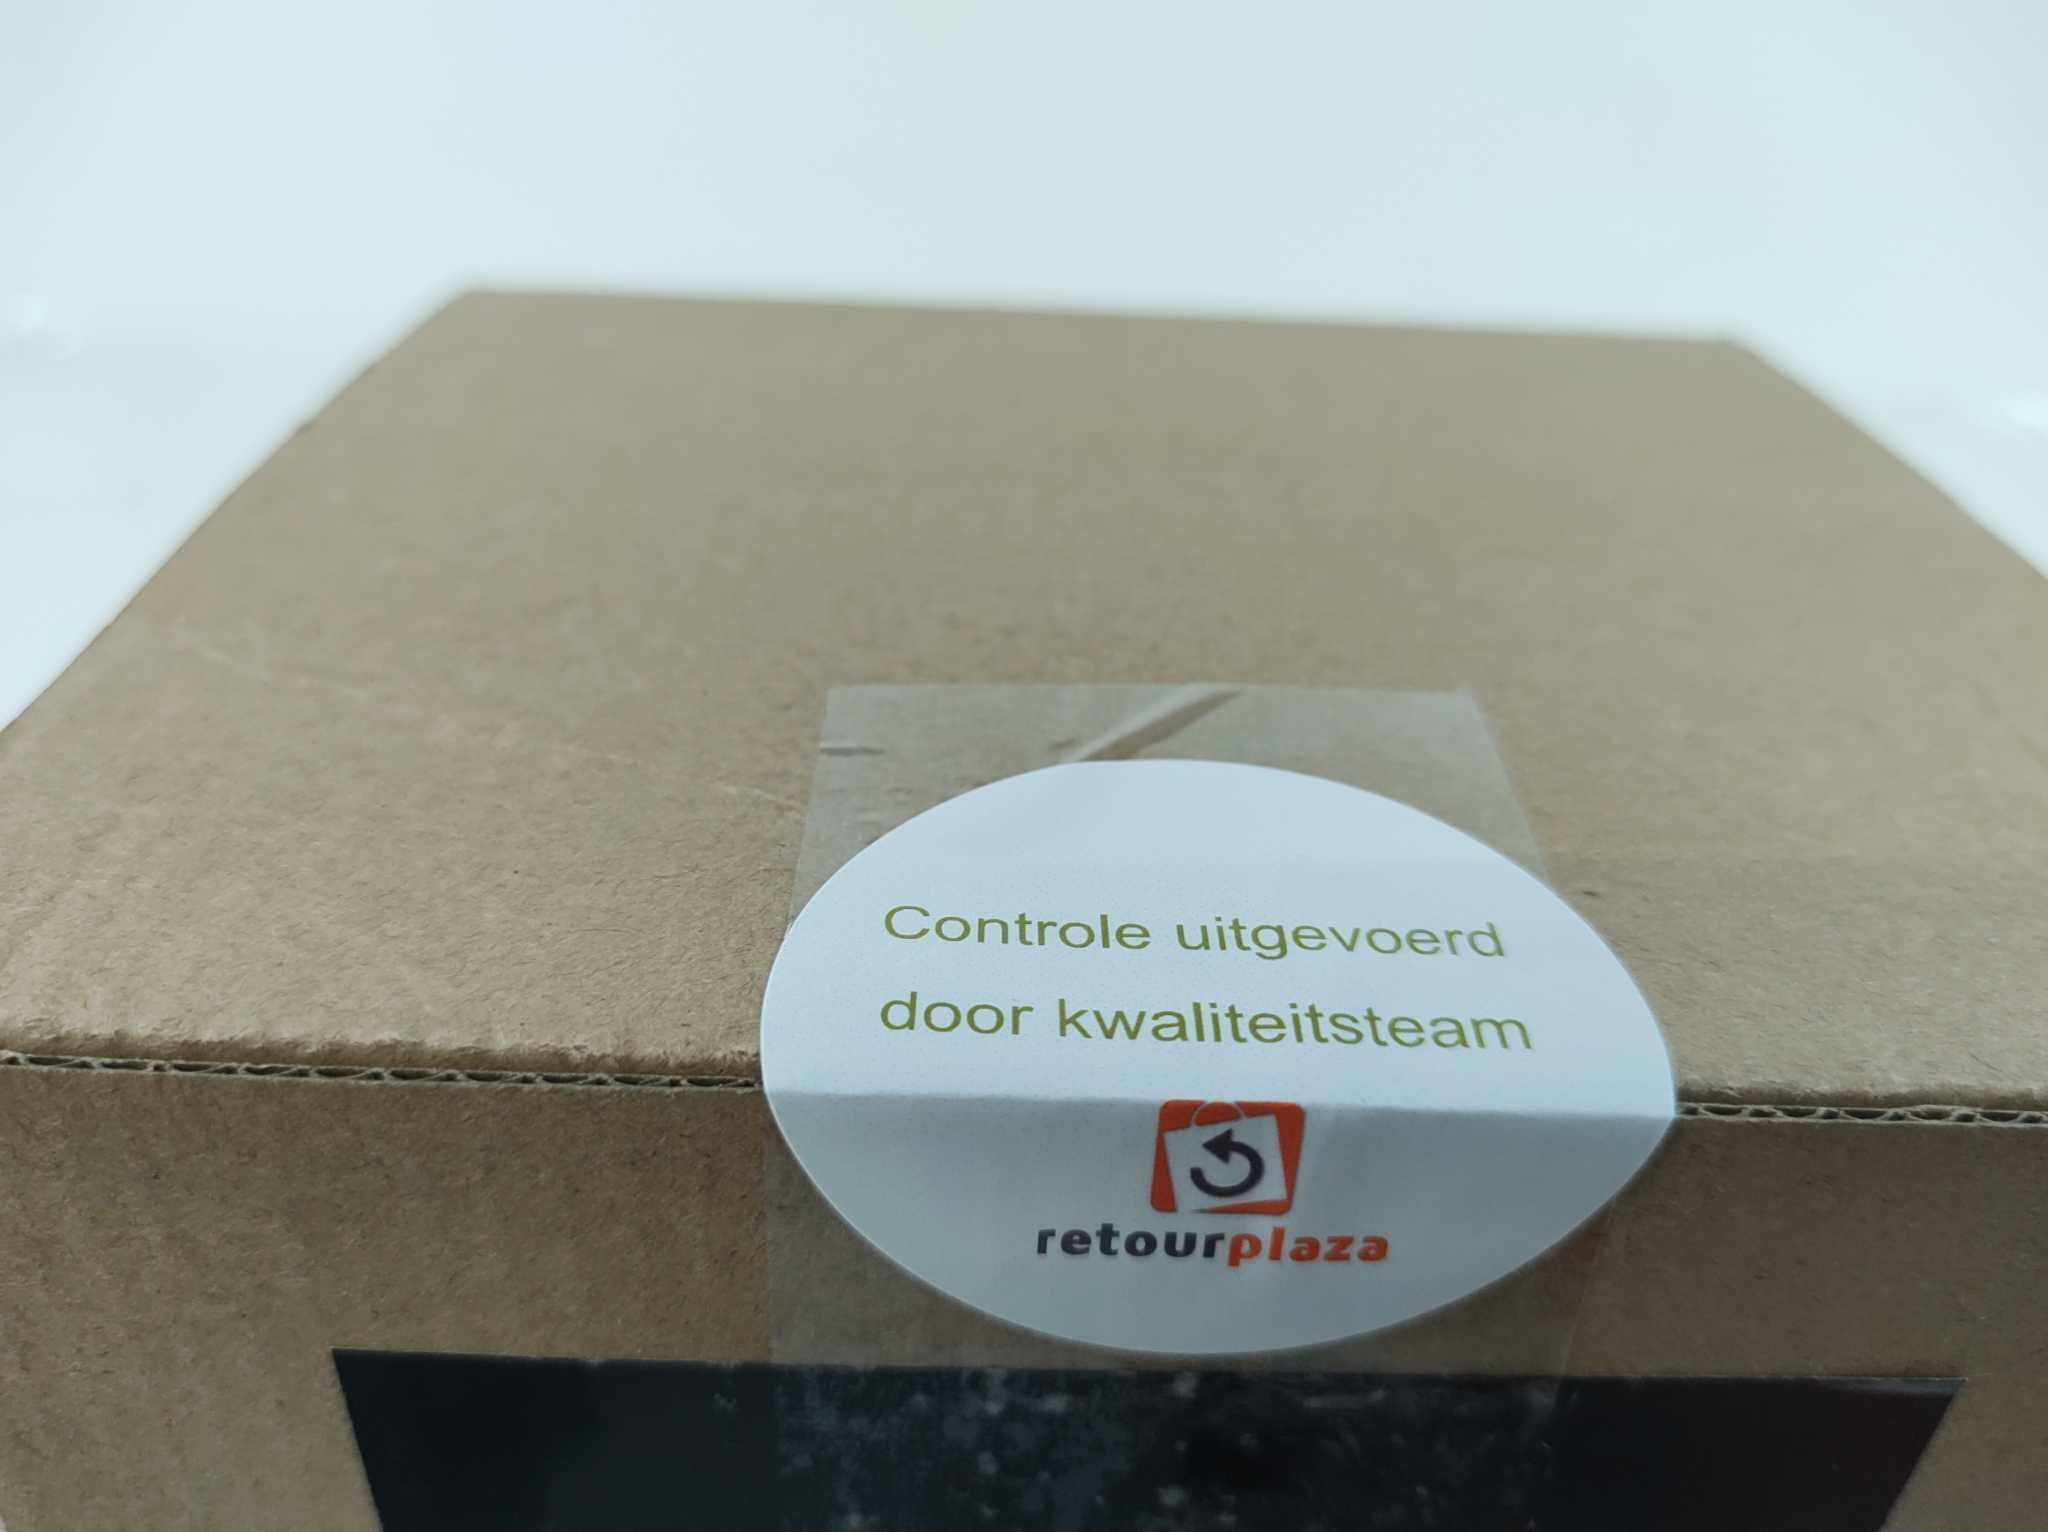 Controle uitgevoerd
door kwaliteitsteam
retourplaza